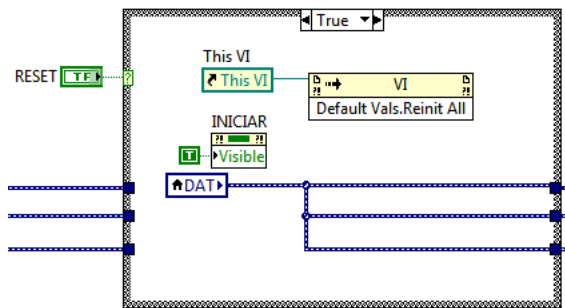 True
This VI
RESET
TF
?
This VI
VI
Default Vals.Reinit All
INICIAR
T
Visible
DAT